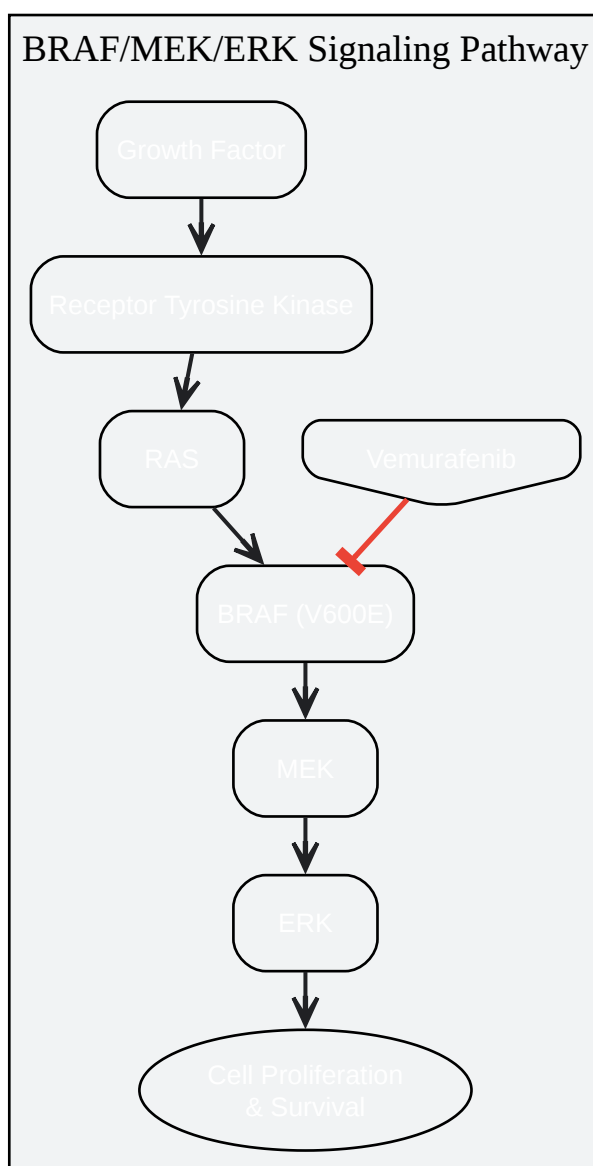 BRAF/MEK/ERK Signaling Pathway
Growth Factor
Receptor Tyrosine Kinase
RAS
Vemurafenib
BRAF (V600E)
MEK
ERK
Cell Proliferation
& Survival